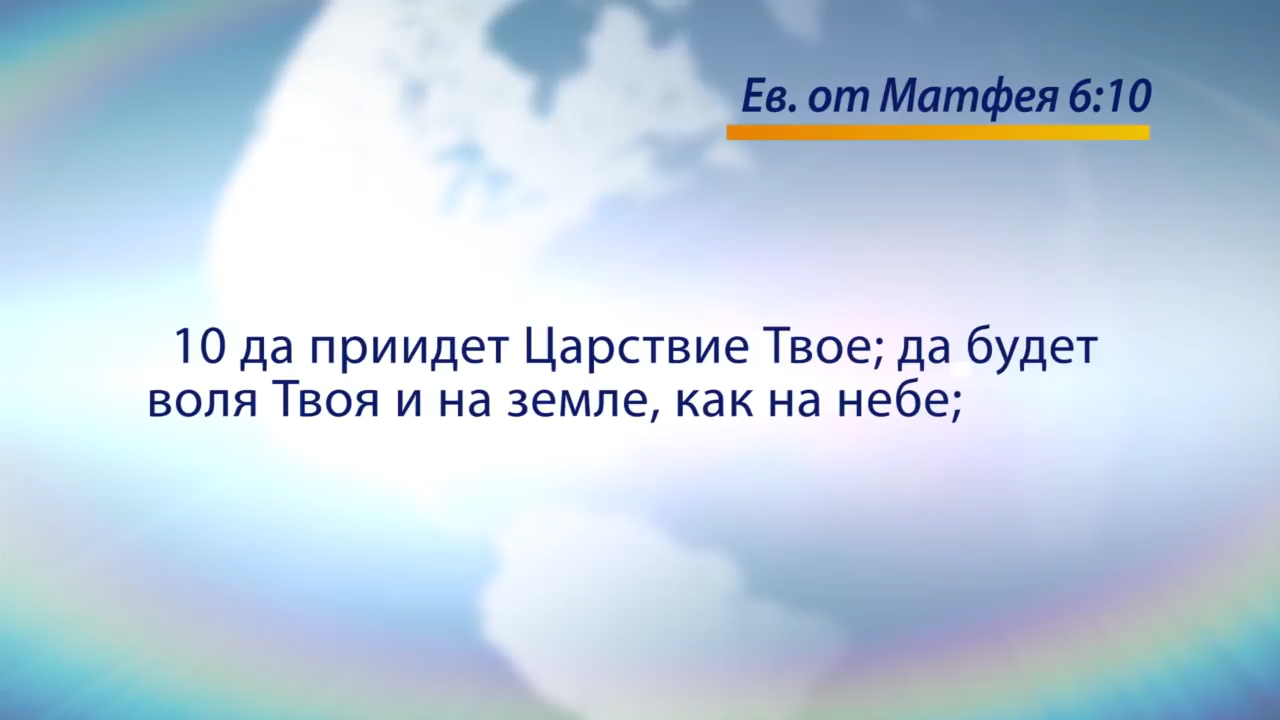 Ев. от Матфея 6:10
10 да приидет Царствие Твое; да будет
воля Твоя и на земле, как на небе;